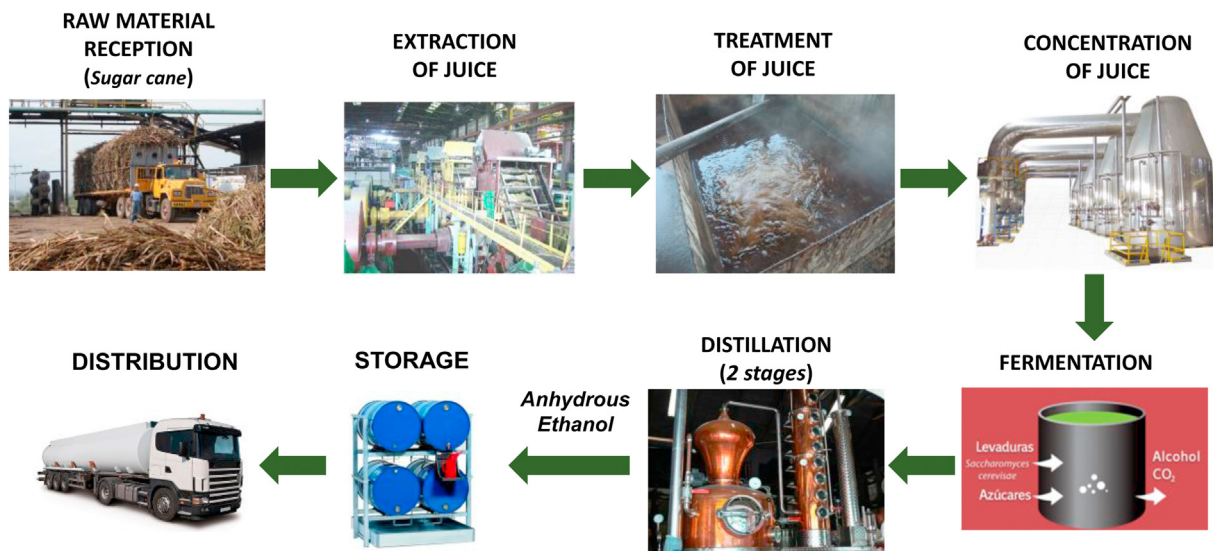 RAW MATERIAL
RECEPTION
(Sugar cane)
EXTRACTION
OF JUICE
TREATMENT
OF JUICE
CONCENTRATION
OF JUICE
FERMENTATION
Levaduras
Saccharomyces
cerevisae
Azúcares
Alcohol
CO₂
DISTILLATION
(2 stages)
Anhydrous
Ethanol
STORAGE
DISTRIBUTION